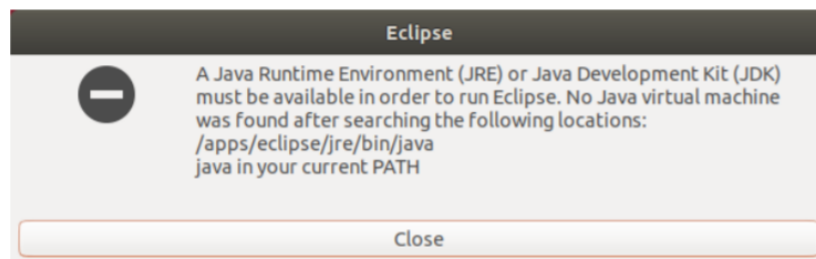 Eclipse
A Java Runtime Environment (JRE) or Java Development Kit (JDK)
must be available in order to run Eclipse. No Java virtual machine
was found after searching the following locations:
/apps/eclipse/jre/bin/java
java in your current PATH
Close